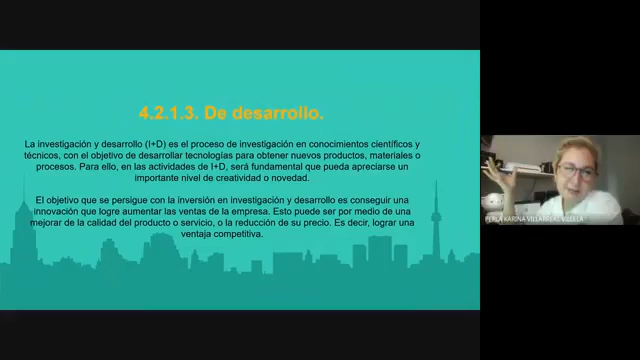 4.2.1.3. De desarrollo.
La investigación y desarrollo (I+D) es el proceso de investigación en conocimientos científicos y
técnicos, con el objetivo de desarrollar tecnologías para obtener nuevos productos, materiales o
procesos. Para ello, en las actividades de I+D, será fundamental que pueda apreciarse un
importante nivel de creatividad o novedad.
El objetivo que se persigue con la inversión en investigación y desarrollo es conseguir una
innovación que logre aumentar las ventas de la empresa. Esto puede ser por medio de una
mejorar de la calidad del producto o servicio, o la reducción de su precio. Es decir, lograr una
ventaja competitiva.
PERLA KARINA VILLARREAL